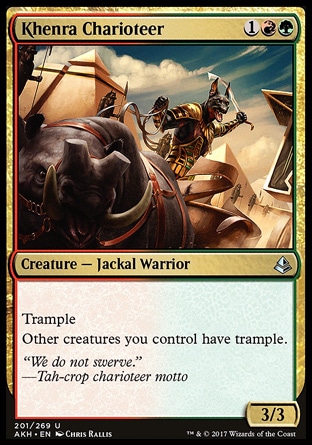 Khenra Charioteer 1
Creature — Jackal Warrior
Trample
Other creatures you control have trample.
“We do not swerve.”
—Tah-crop charioteer motto
3/3
201/269 U
AKH • EN Chris Rallis ™ & © 2017 Wizards of the Coast